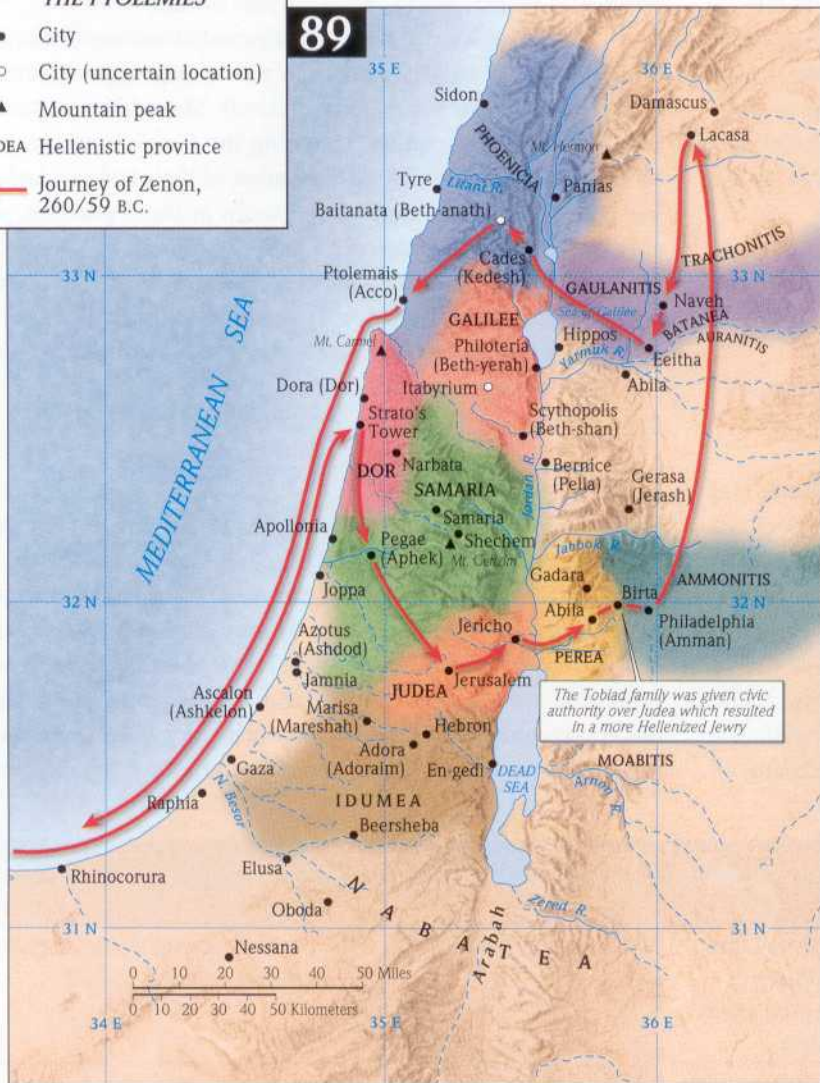 THE PTOLEMIES
City
City (uncertain location)
Mountain peak
DEA Hellenistic province
Journey of Zenon,
260/59 B.C.
89
35 E
36 E
Sidon
Damascus
Lacasa
Mt. Hermon
PHOENICIA
Tyre
Litani R.
Panias
Baitanata (Beth-anath)
TRACHONITIS
33 N
33 N
Cades
(Kedesh)
Ptolemais
(Acco)
GAULANITIS
Naveh
BATANEA
AURANITIS
GALILEE
Sea of Galilee
Mt. Carmel
Hippos
Philoteria
(Beth-yerah)
Yarmuk R.
Eeitha
Abila
Dora (Dor)
Itabyrium
Strato's
Tower
Scythopolis
(Beth-shan)
MEDITERRANEAN SEA
DOR
Narbata
Bernice
(Pella)
Jordan R.
SAMARIA
Gerasa
(Jerash)
Samaria
Apollonia
Shechem
Mt. Gerizim
Pegae
(Aphek)
Jabbok R.
Gadara
AMMONITIS
Joppa
32 N
32 N
Birta
Abila
Philadelphia
(Amman)
Jericho
PEREA
Azotus
(Ashdod)
Jamnia
JUDEA
Jerusalem
The Tobiad family was given civic
authority over Judea which resulted
in a more Hellenized Jewry
Ascalon
(Ashkelon)
Marisa
(Mareshah)
Hebron
Adora
(Adoraim)
En-gedi
DEAD
SEA
MOABITIS
Arnon R.
Gaza
Raphia
N. Besor
IDUMEA
Beersheba
Rhinocorura
Elusa
Oboda
NABATEA
Zered R.
Arabah
31 N
31 N
Nessana
0 10 20 30 40 50 Miles
0 10 20 30 40 50 Kilometers
34 E
35 E
36 E